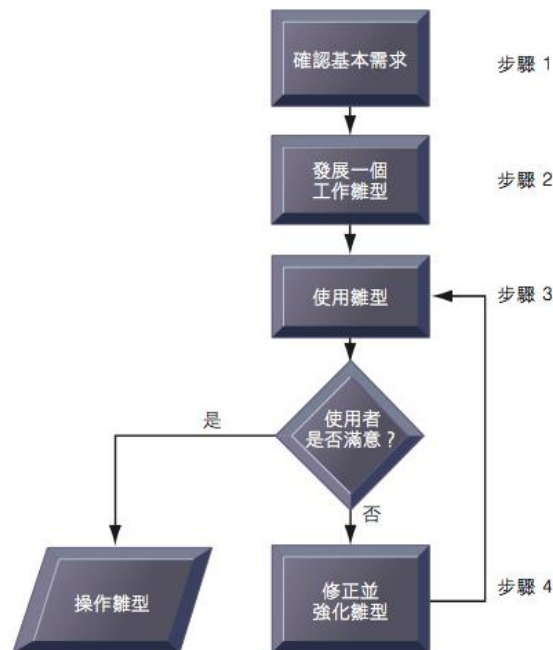 確認基本需求
步驟 1
發展一個
工作雛型
步驟 2
使用雛型
步驟 3
使用者
是否滿意？
是
否
操作雛型
修正並
強化雛型
步驟 4